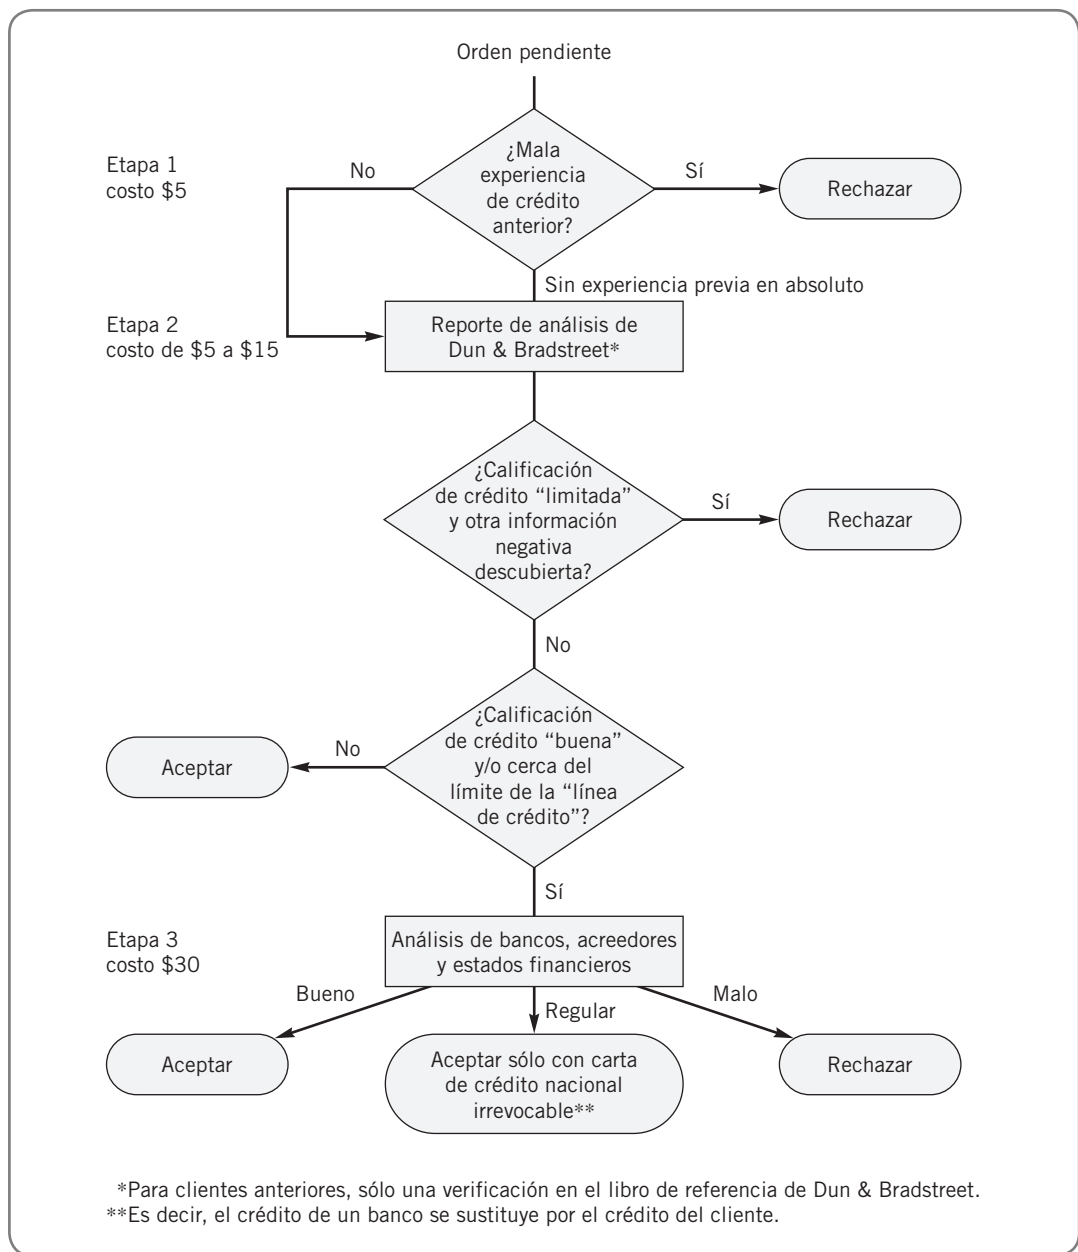 Orden pendiente
Etapa 1
costo $5
No
¿Mala
experiencia
de crédito
anterior?
Sí
Rechazar
Sin experiencia previa en absoluto
Etapa 2
costo de $5 a $15
Reporte de análisis de
Dun & Bradstreet*
¿Calificación
de crédito “limitada”
y otra información
negativa
descubierta?
Sí
Rechazar
No
¿Calificación
de crédito “buena”
y/o cerca del
límite de la “línea
de crédito”?
No
Aceptar
Sí
Etapa 3
costo $30
Análisis de bancos, acreedores
y estados financieros
Bueno
Regular
Malo
Aceptar
Aceptar sólo con carta
de crédito nacional
irrevocable**
Rechazar
*Para clientes anteriores, sólo una verificación en el libro de referencia de Dun & Bradstreet.
**Es decir, el crédito de un banco se sustituye por el crédito del cliente.